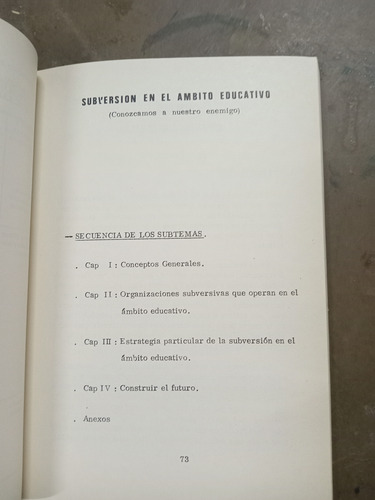 SUBVERSION EN EL AMBITO EDUCATIVO
(Conozcamos a nuestro enemigo)
— SECUENCIA DE LOS SUBTEMAS.
. Cap I : Conceptos Generales.
. Cap II : Organizaciones subversivas que operan en el
ámbito educativo.
. Cap III : Estrategia particular de la subversión en el
ámbito educativo.
. Cap IV : Construir el futuro.
. Anexos
73